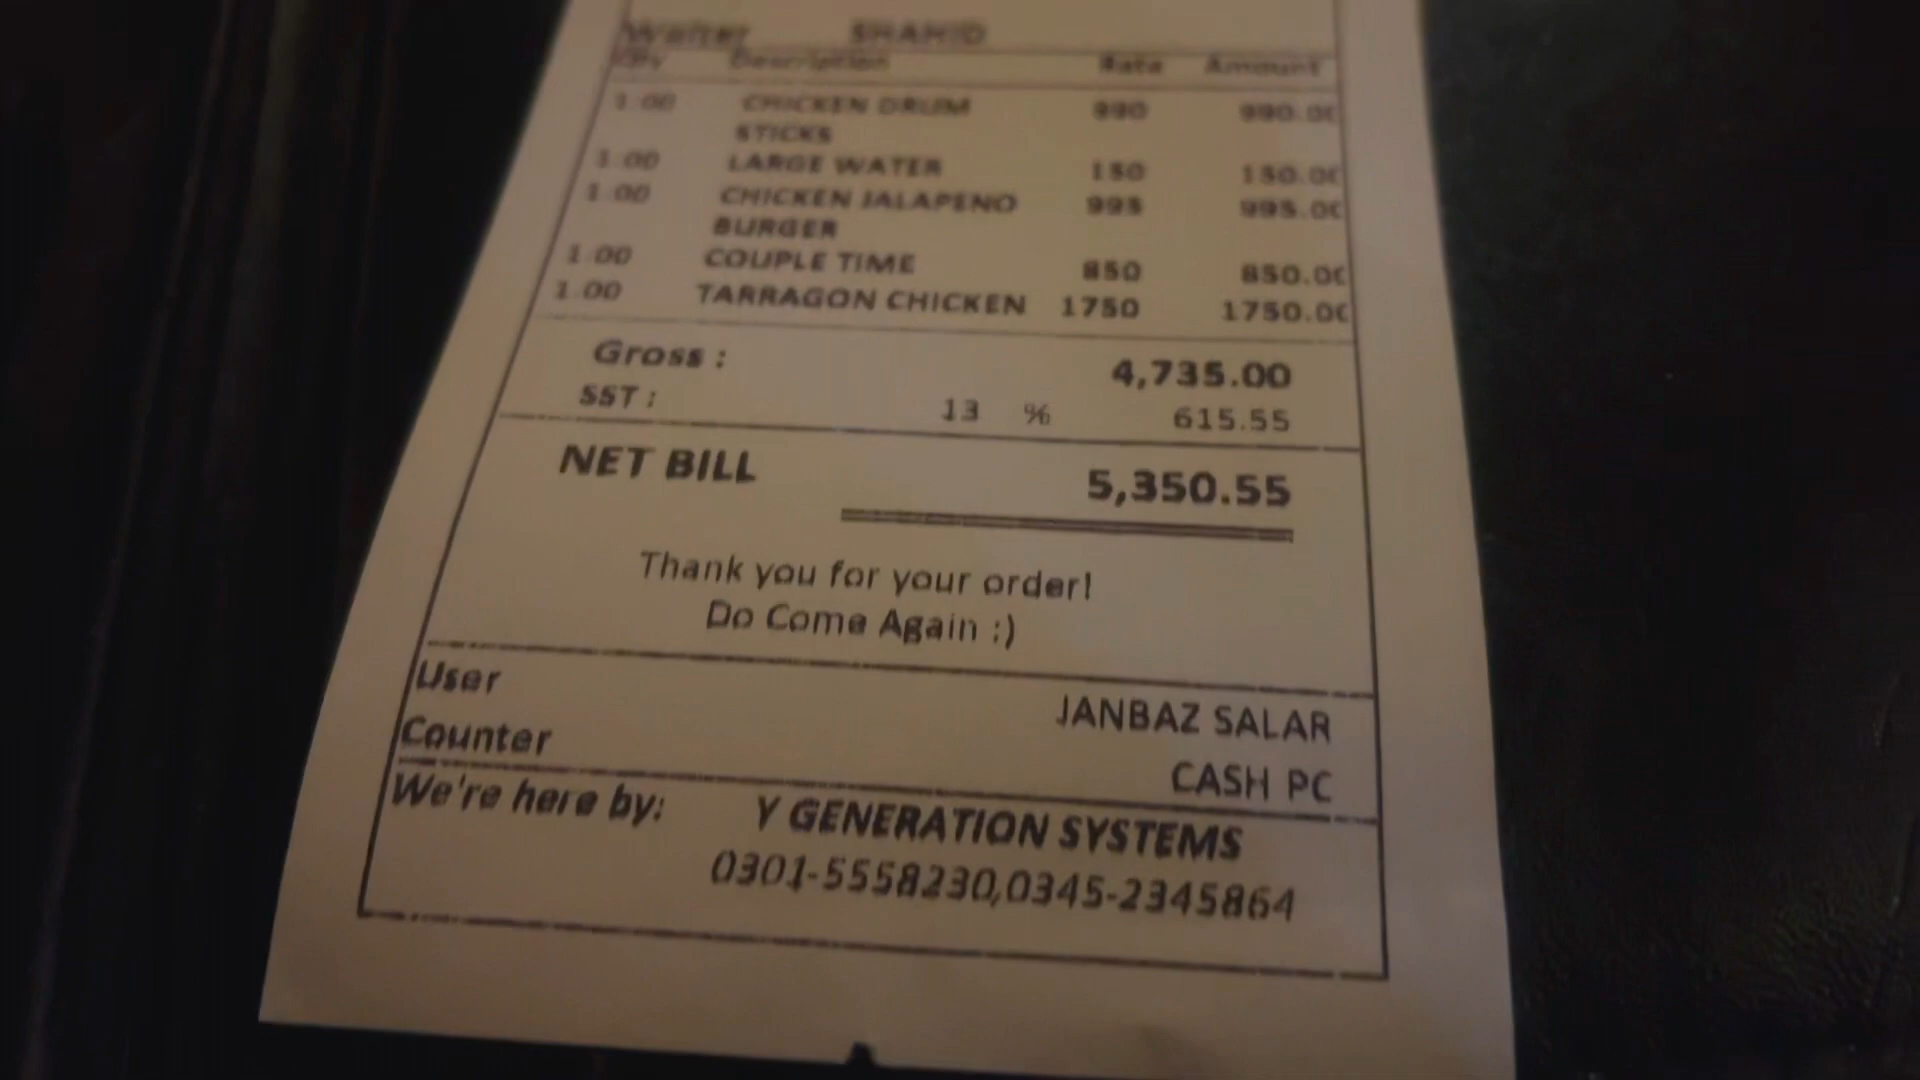 Waiter SHAHID
Qty Description Rate Amount
1.00 CHICKEN DRUM 990 990.00
STICKS
1.00 LARGE WATER 150 150.00
1.00 CHICKEN JALAPENO 995 995.00
BURGER
1.00 COUPLE TIME 850 850.00
1.00 TARRAGON CHICKEN 1750 1750.00
Gross : 4,735.00
SST : 13 % 615.55
NET BILL 5,350.55
Thank you for your order!
Do Come Again :)
User JANBAZ SALAR
Counter CASH PC
We're here by: Y GENERATION SYSTEMS
0301-5558230,0345-2345864